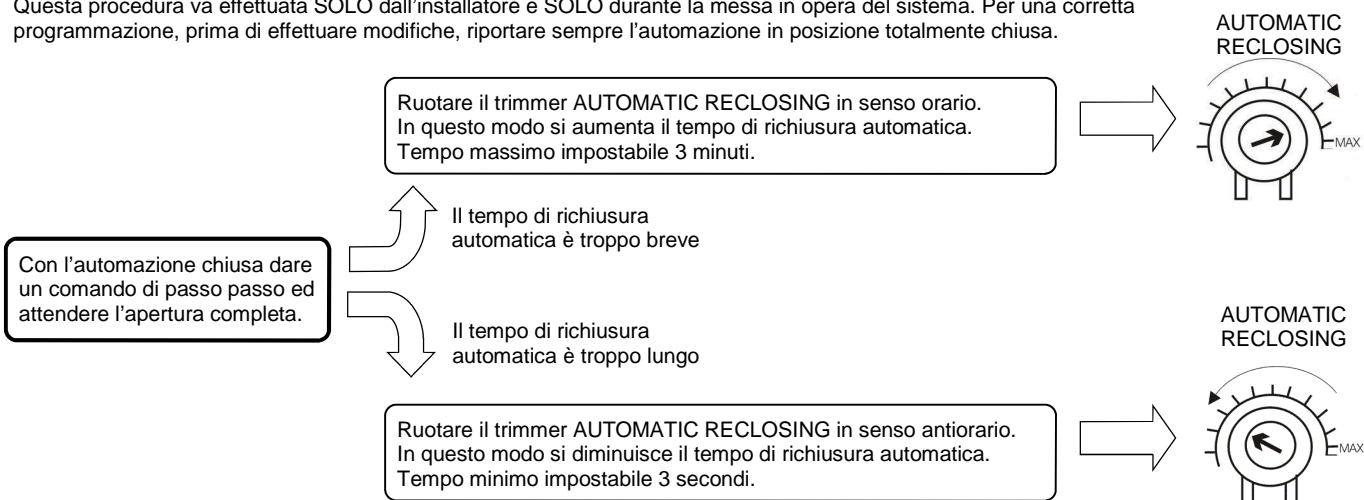 Questa procedura va effettuata SOLO dall'installatore e SOLO durante la messa in opera del sistema. Per una corretta
programmazione, prima di effettuare modifiche, riportare sempre l'automazione in posizione totalmente chiusa.
AUTOMATIC
RECLOSING
Ruotare il trimmer AUTOMATIC RECLOSING in senso orario.
In questo modo si aumenta il tempo di richiusura automatica.
Tempo massimo impostabile 3 minuti.
MAX
Il tempo di richiusura
automatica è troppo breve
Con l'automazione chiusa dare
un comando di passo passo ed
attendere l'apertura completa.
Il tempo di richiusura
automatica è troppo lungo
AUTOMATIC
RECLOSING
Ruotare il trimmer AUTOMATIC RECLOSING in senso antiorario.
In questo modo si diminuisce il tempo di richiusura automatica.
Tempo minimo impostabile 3 secondi.
MAX